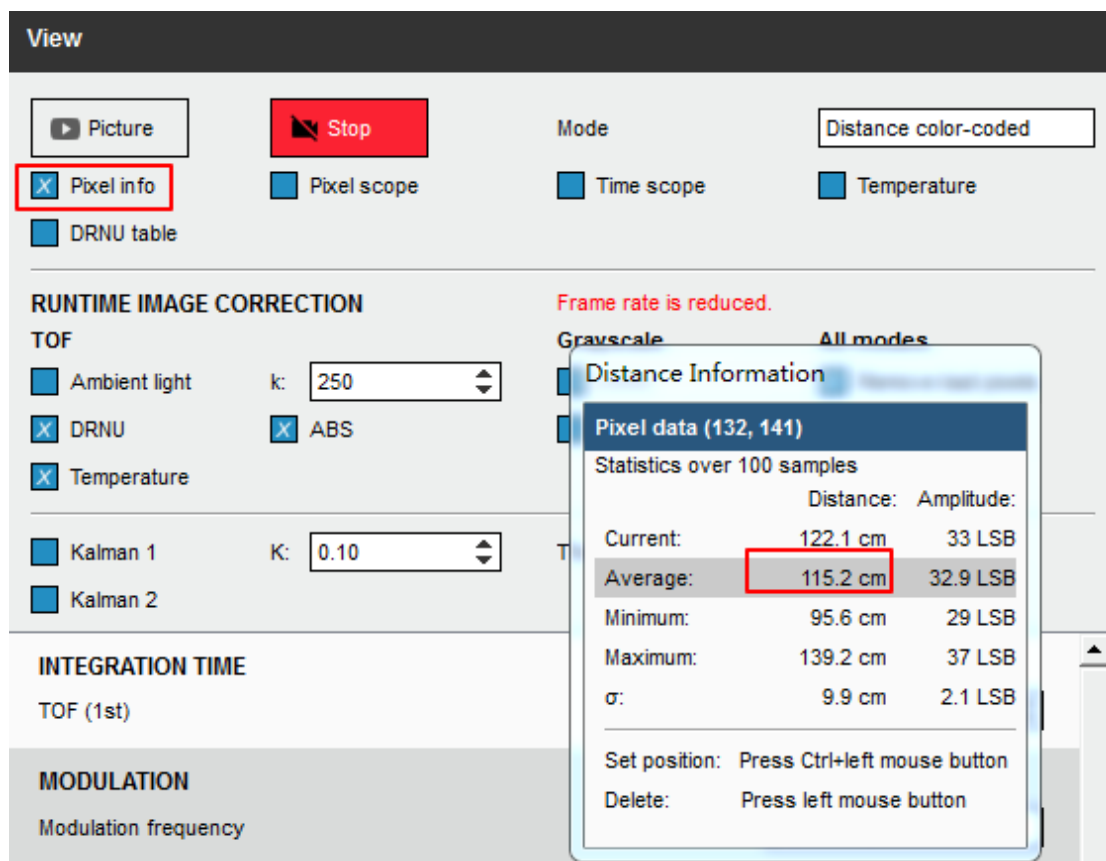 View
Picture
Stop
Mode
Distance color-coded
X Pixel info
Pixel scope
Time scope
Temperature
DRNU table
RUNTIME IMAGE CORRECTION
Frame rate is reduced.
TOF
Grayscale
All modes
Ambient light
k:
250
X DRNU
X ABS
X Temperature
Kalman 1
K:
0.10
T
Kalman 2
INTEGRATION TIME
TOF (1st)
MODULATION
Modulation frequency
Distance Information
Pixel data (132, 141)
Statistics over 100 samples
Distance: Amplitude:
Current: 122.1 cm 33 LSB
Average: 115.2 cm 32.9 LSB
Minimum: 95.6 cm 29 LSB
Maximum: 139.2 cm 37 LSB
σ: 9.9 cm 2.1 LSB
Set position: Press Ctrl+left mouse button
Delete: Press left mouse button